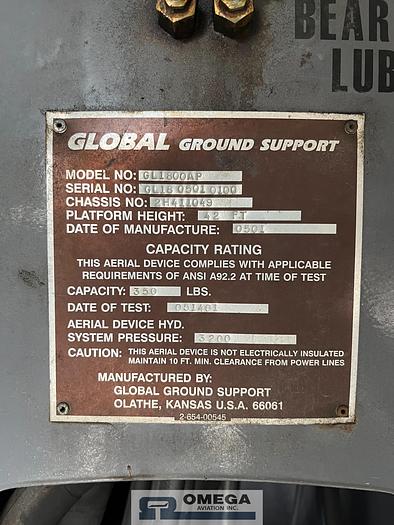 BEAR
LUB
GLOBAL GROUND SUPPORT
MODEL NO: GL1800AP
SERIAL NO: GL18 0501 0100
CHASSIS NO: 2H411049
PLATFORM HEIGHT: 42 FT
DATE OF MANUFACTURE: 0501
CAPACITY RATING
THIS AERIAL DEVICE COMPLIES WITH APPLICABLE
REQUIREMENTS OF ANSI A92.2 AT TIME OF TEST
CAPACITY: 350 LBS.
DATE OF TEST: 051401
AERIAL DEVICE HYD.
SYSTEM PRESSURE: 3200
CAUTION: THIS AERIAL DEVICE IS NOT ELECTRICALLY INSULATED
MAINTAIN 10 FT. MIN. CLEARANCE FROM POWER LINES
MANUFACTURED BY:
GLOBAL GROUND SUPPORT
OLATHE, KANSAS U.S.A. 66061
2-654-00545
OMEGA
AVIATION INC.